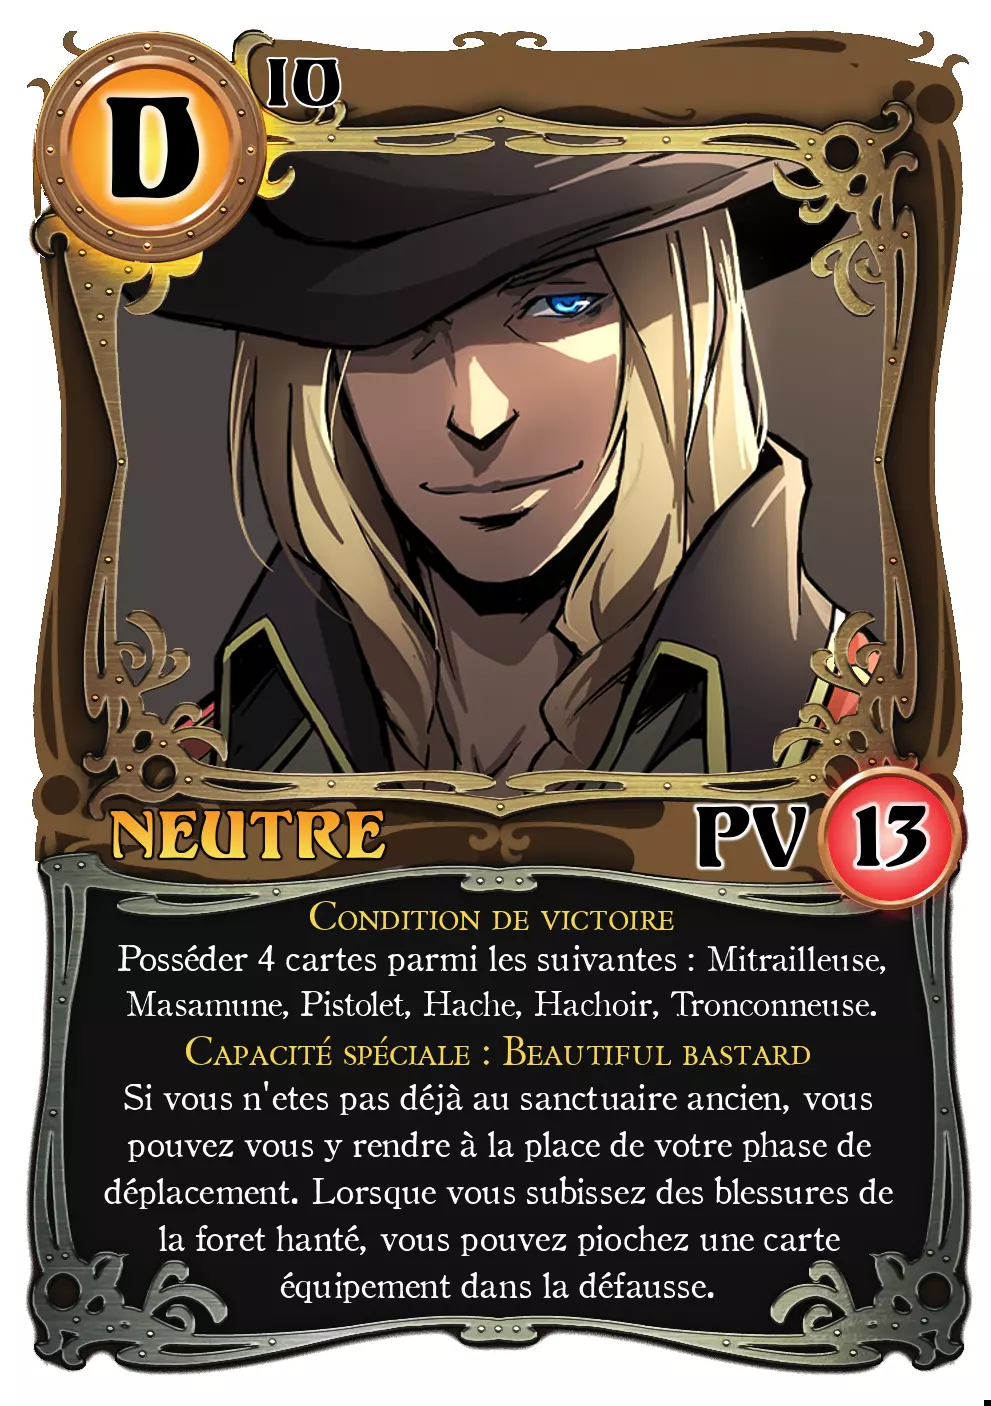 D
10
NEUTRE
PV 13
Condition de victoire
Posséder 4 cartes parmi les suivantes : Mitrailleuse,
Masamune, Pistolet, Hache, Hachoir, Tronconneuse.
Capacité spéciale : Beautiful bastard
Si vous n'etes pas déjà au sanctuaire ancien, vous
pouvez vous y rendre à la place de votre phase de
déplacement. Lorsque vous subissez des blessures de
la foret hanté, vous pouvez piochez une carte
équipement dans la défausse.